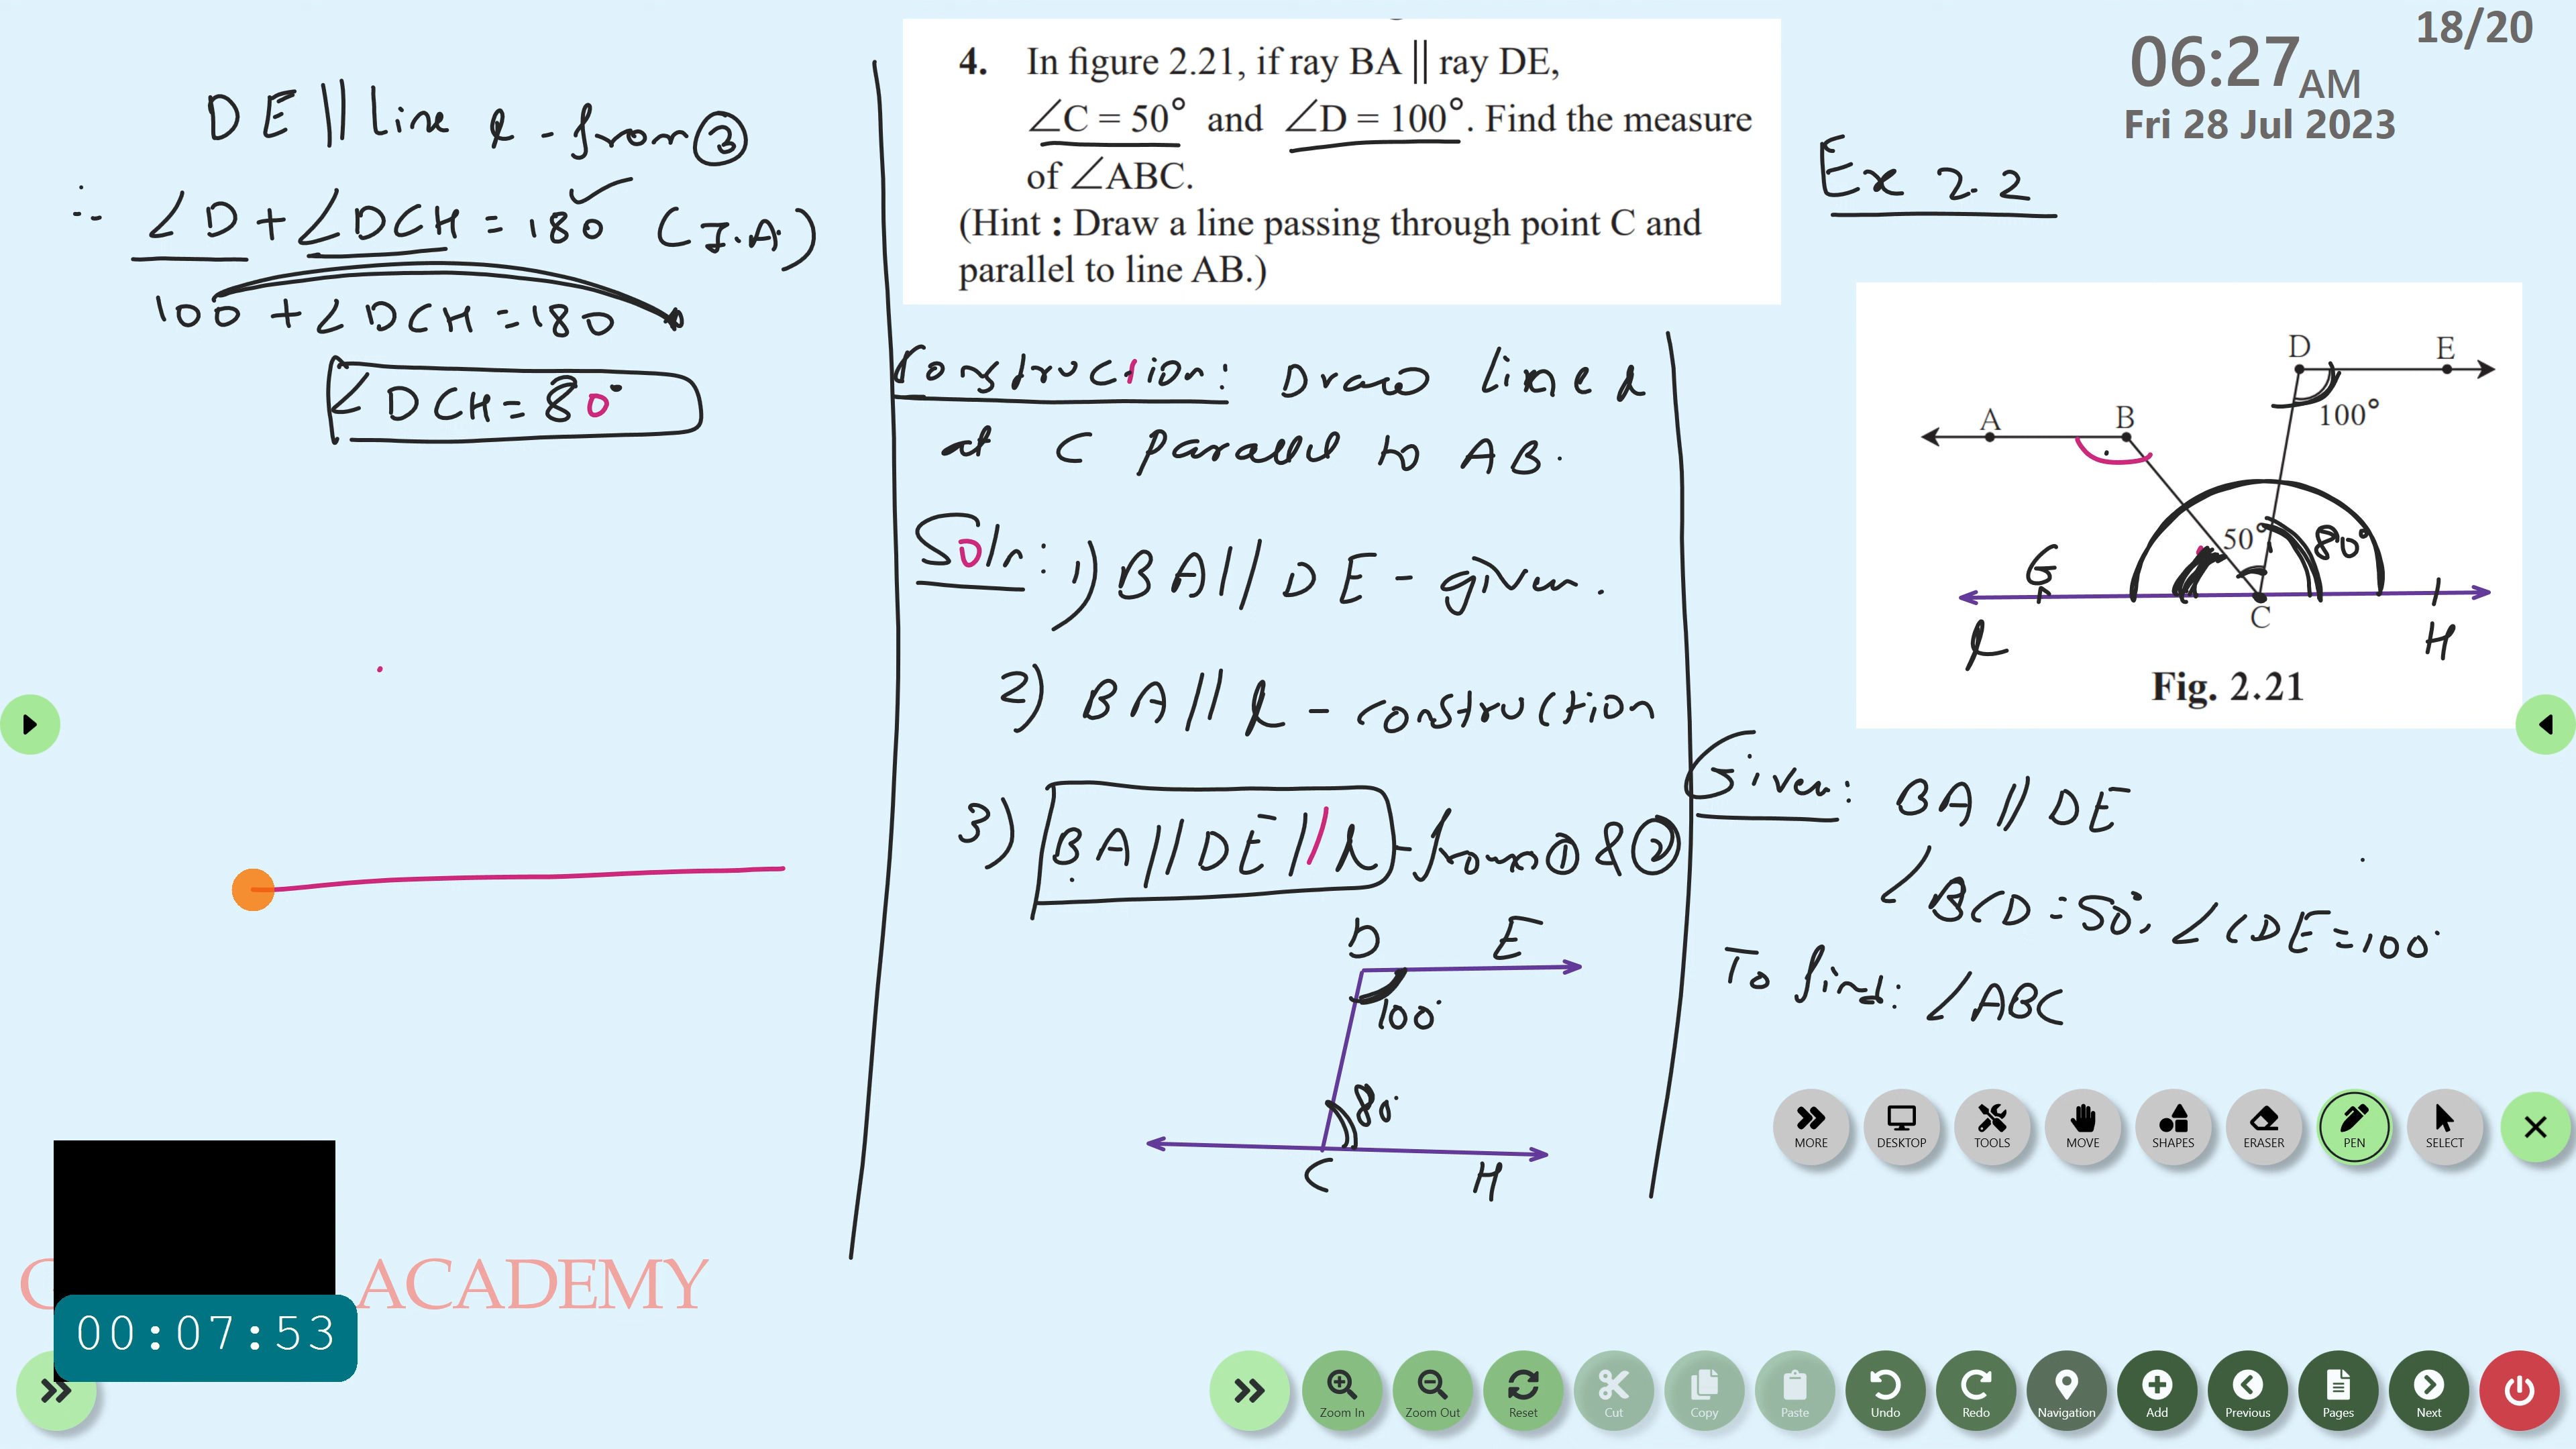 DE || line l - from ③
∴ ∠D + ∠DCH = 180 (I.A)
100 + ∠DCH = 180
∠DCH = 80°
4. In figure 2.21, if ray BA || ray DE,
∠C = 50° and ∠D = 100°. Find the measure
of ∠ABC.
(Hint : Draw a line passing through point C and
parallel to line AB.)
Construction: Draw line l
at C parallel to AB.
Soln: 1) BA || DE - given.
2) BA || l - construction
3) BA || DE || l - from ① & ②
D E
100°
80°
C H
18/20
06:27 AM
Fri 28 Jul 2023
Ex 2.2
D E
100°
A B
50° 80°
G
C
l H
Fig. 2.21
Given: BA || DE
∠BCD = 50°, ∠CDE = 100°
To find: ∠ABC
MORE DESKTOP TOOLS MOVE SHAPES ERASER PEN SELECT
ACADEMY
00:07:53
Zoom In Zoom Out Reset Cut Copy Paste Undo Redo Navigation Add Previous Pages Next